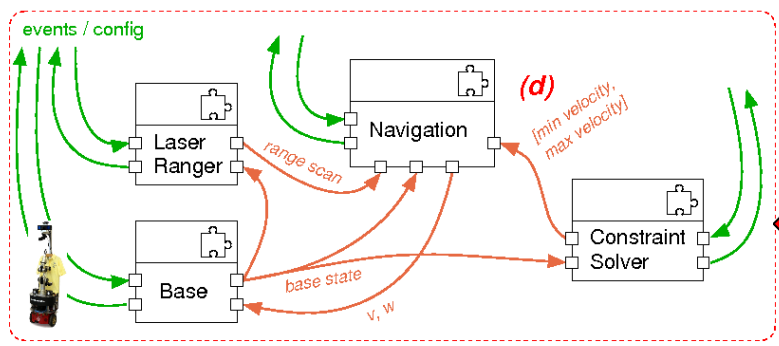 events / config
(d)
[min velocity,
max velocity]
Navigation
Laser
Ranger
range scan
Constraint
Solver
Base
base state
v, w